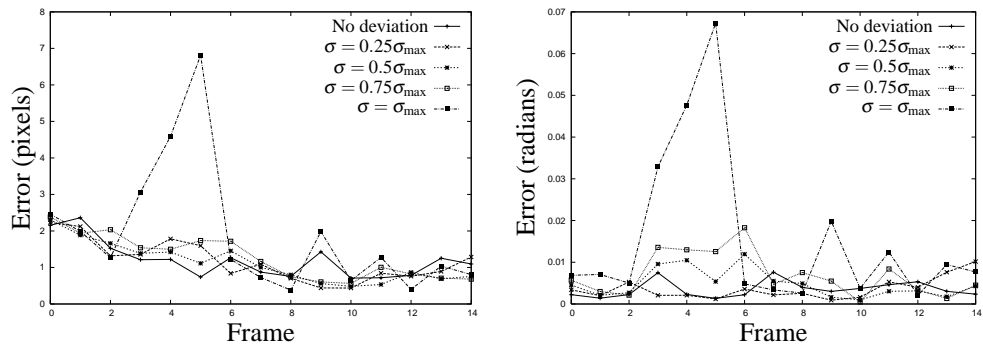 8
7
6
5
4
3
2
1
0
Error (pixels)
No deviation
σ = 0.25σmax
σ = 0.5σmax
σ = 0.75σmax
σ = σmax
0 2 4 6 8 10 12 14
Frame
0.07
0.06
0.05
0.04
0.03
0.02
0.01
0
Error (radians)
No deviation
σ = 0.25σmax
σ = 0.5σmax
σ = 0.75σmax
σ = σmax
0 2 4 6 8 10 12 14
Frame